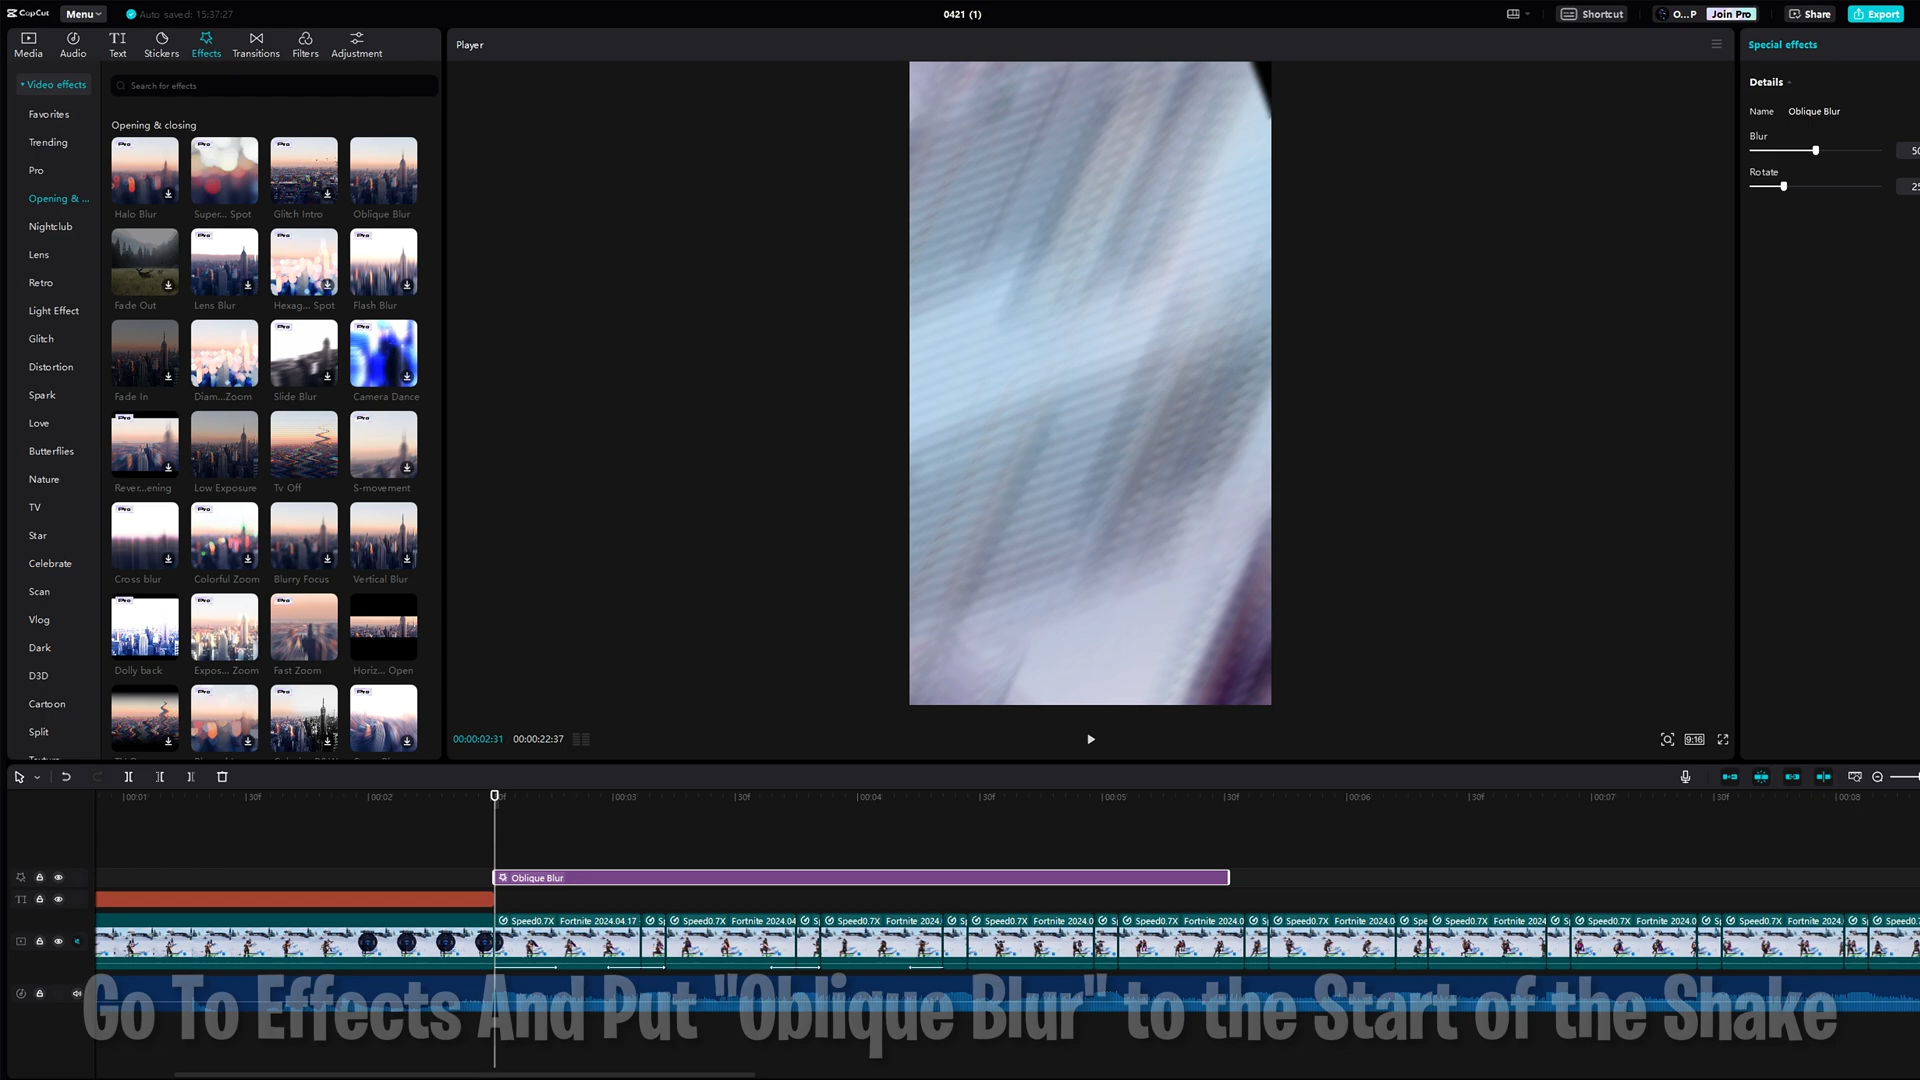 CapCut
Menu
Auto saved: 15:37:27
0421 (1)
Shortcut
O...P
Join Pro
Share
Export
Media
Audio
Text
Stickers
Effects
Transitions
Filters
Adjustment
Player
Special effects
Video effects
Search for effects
Favorites
Trending
Pro
Opening & ...
Nightclub
Lens
Retro
Light Effect
Glitch
Distortion
Spark
Love
Butterflies
Nature
TV
Star
Celebrate
Scan
Vlog
Dark
D3D
Cartoon
Split
Opening & closing
Halo Blur
Super... Spot
Glitch Intro
Oblique Blur
Fade Out
Lens Blur
Hexag... Spot
Flash Blur
Fade In
Diam...Zoom
Slide Blur
Camera Dance
Rever...ening
Low Exposure
Tv Off
S-movement
Cross blur
Colorful Zoom
Blurry Focus
Vertical Blur
Dolly back
Expos... Zoom
Fast Zoom
Horiz... Open
Details
Name Oblique Blur
Blur
50
Rotate
25
00:00:02:31 00:00:22:37
9:16
00:01 30f 00:02 00:03 30f 00:04 30f 00:05 30f 00:06 30f 00:07 30f 00:08
Oblique Blur
Speed0.7X Fortnite 2024.04.17
Speed0.7X Fortnite 2024.04
Speed0.7X Fortnite 2024.
Speed0.7X Fortnite 2024.0
Speed0.7X Fortnite 2024.0
Speed0.7X Fortnite 2024.0
Speed0.7X Fortnite 2024
Speed0.7X Fortnite 2024.0
Speed0.7X Fortnite 2024.
Speed0.
Go To Effects And Put "Oblique Blur" to the Start of the Shake